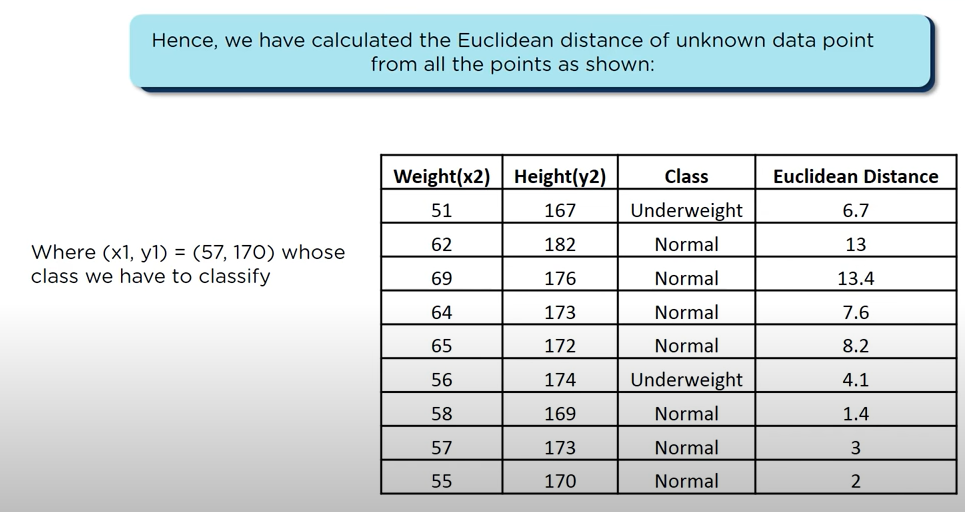 Hence, we have calculated the Euclidean distance of unknown data point
from all the points as shown:
Where (x1, y1) = (57, 170) whose
class we have to classify
Weight(x2) Height(y2) Class Euclidean Distance
51 167 Underweight 6.7
62 182 Normal 13
69 176 Normal 13.4
64 173 Normal 7.6
65 172 Normal 8.2
56 174 Underweight 4.1
58 169 Normal 1.4
57 173 Normal 3
55 170 Normal 2